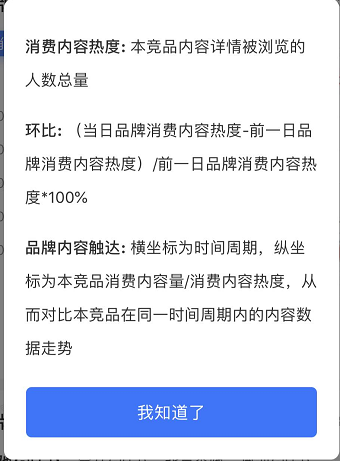 消费内容热度: 本竞品内容详情被浏览的
人数总量
环比: （当日品牌消费内容热度-前一日品
牌消费内容热度）/前一日品牌消费内容热
度*100%
品牌内容触达: 横坐标为时间周期，纵坐
标为本竞品消费内容量/消费内容热度，从
而对比本竞品在同一时间周期内的内容数
据走势
我知道了